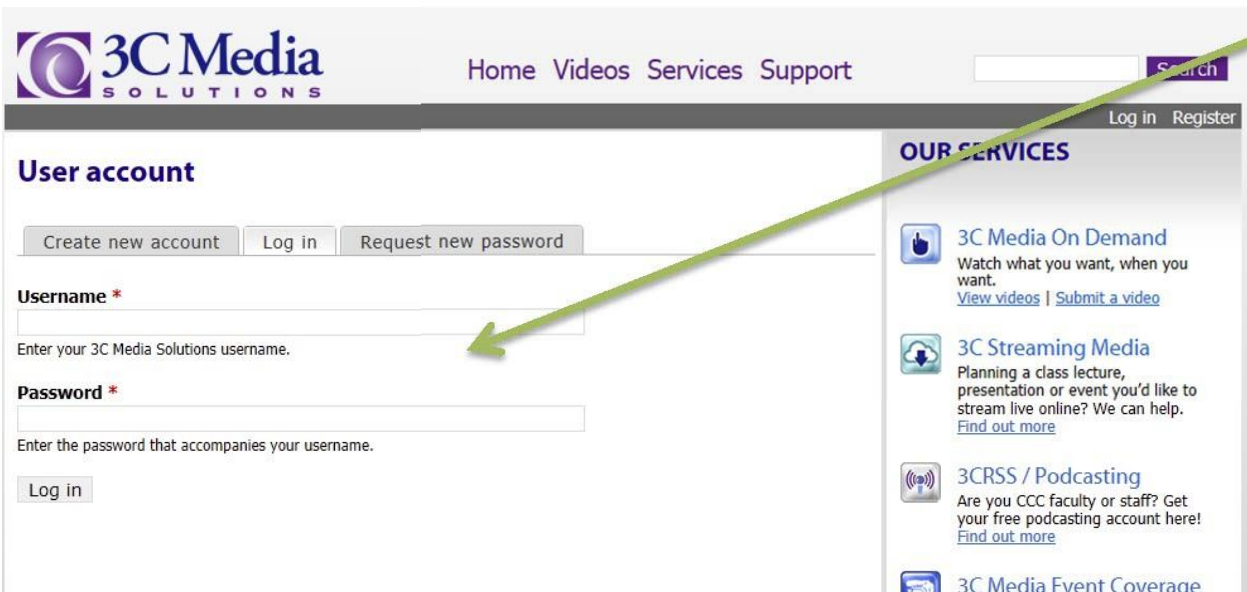 3C Media
SOLUTIONS
Home Videos Services Support
Search
Log in Register
User account
Create new account
Log in
Request new password
Username *
Enter your 3C Media Solutions username.
Password *
Enter the password that accompanies your username.
Log in
OUR SERVICES
3C Media On Demand
Watch what you want, when you
want.
View videos | Submit a video
3C Streaming Media
Planning a class lecture,
presentation or event you'd like to
stream live online? We can help.
Find out more
3CRSS / Podcasting
Are you CCC faculty or staff? Get
your free podcasting account here!
Find out more
3C Media Event Coverage